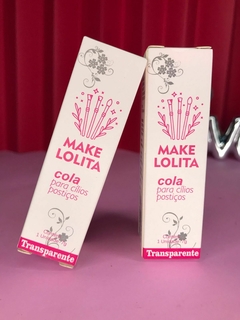 MAKE
LOLITA
cola
para cílios
postiços
Transparente
MAKE
LOLITA
cola
para cílios
postiços
Transparente